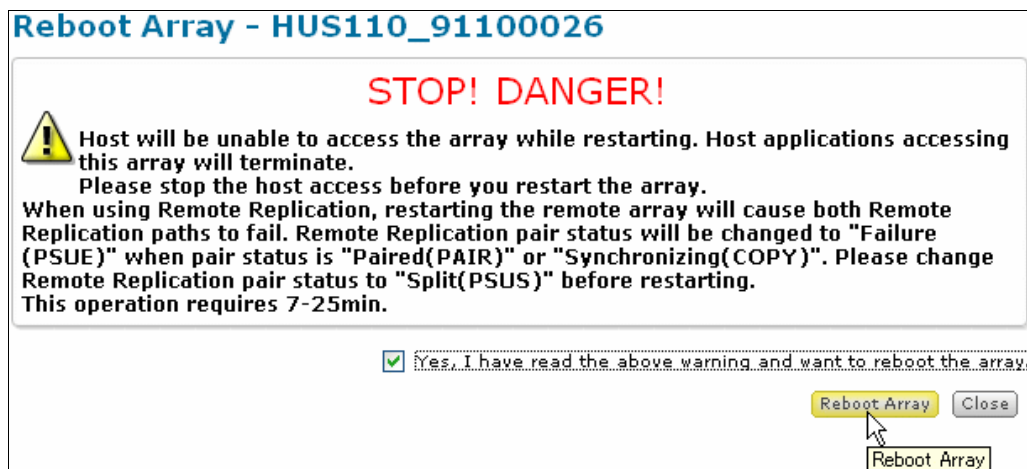 Reboot Array - HUS110_91100026
STOP! DANGER!
Host will be unable to access the array while restarting. Host applications accessing
this array will terminate.
Please stop the host access before you restart the array.
When using Remote Replication, restarting the remote array will cause both Remote
Replication paths to fail. Remote Replication pair status will be changed to "Failure
(PSUE)" when pair status is "Paired(PAIR)" or "Synchronizing(COPY)". Please change
Remote Replication pair status to "Split(PSUS)" before restarting.
This operation requires 7-25min.
Yes, I have read the above warning and want to reboot the array.
Reboot Array Close
Reboot Array